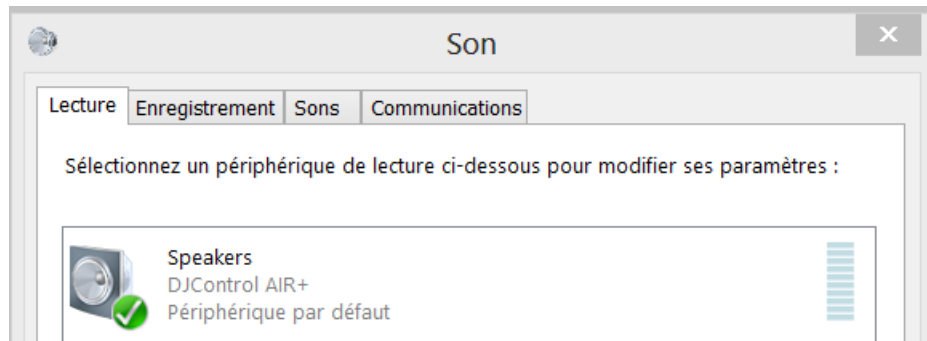 Son
Lecture Enregistrement Sons Communications
Sélectionnez un périphérique de lecture ci-dessous pour modifier ses paramètres :
Speakers
DJControl AIR+
Périphérique par défaut